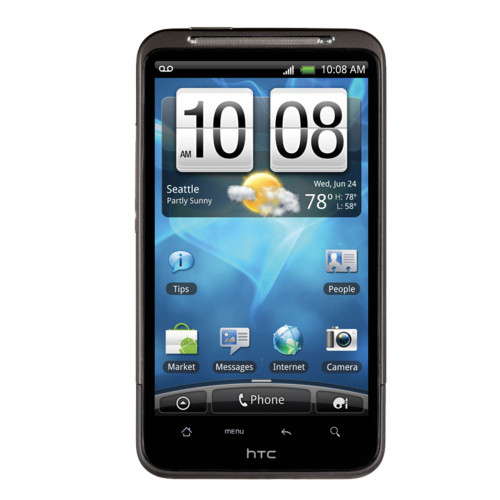 10:08 AM
AM 10 08
Seattle
Partly Sunny
Wed, Jun 24
78° H: 78°
L: 58°
Tips
People
Market
Messages
Internet
Camera
Phone
MENU
hTC